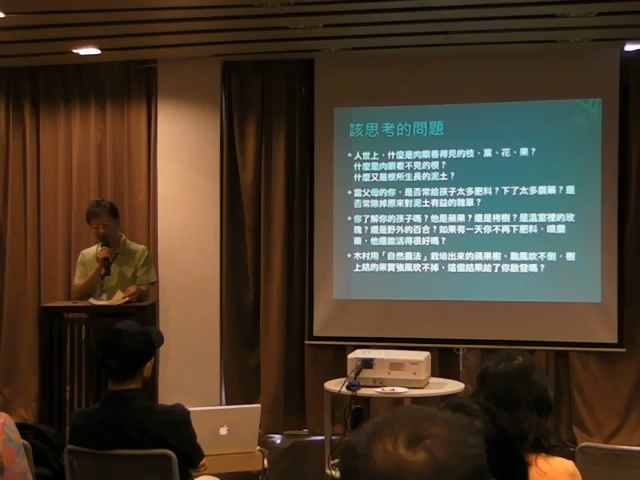 該思考的問題
人世上，什麼是肉眼看得見的枝、葉、花、果？
什麼是肉眼看不見的根？
什麼又是根所生長的泥土？
當父母的你，是否常給孩子太多肥料？下了太多農藥？是
否常除掉原來對泥土有益的雜草？
你了解你的孩子嗎？他是蘋果？還是栲樹？是溫室裡的玫
瑰？還是野外的百合？如果有一天你不再下肥料，噴農
藥，他還能活得很好嗎？
木村用「自然農法」栽培出來的蘋果樹，颱風吹不倒，樹
上結的果實強風吹不掉，這個結果給了你啟發嗎？